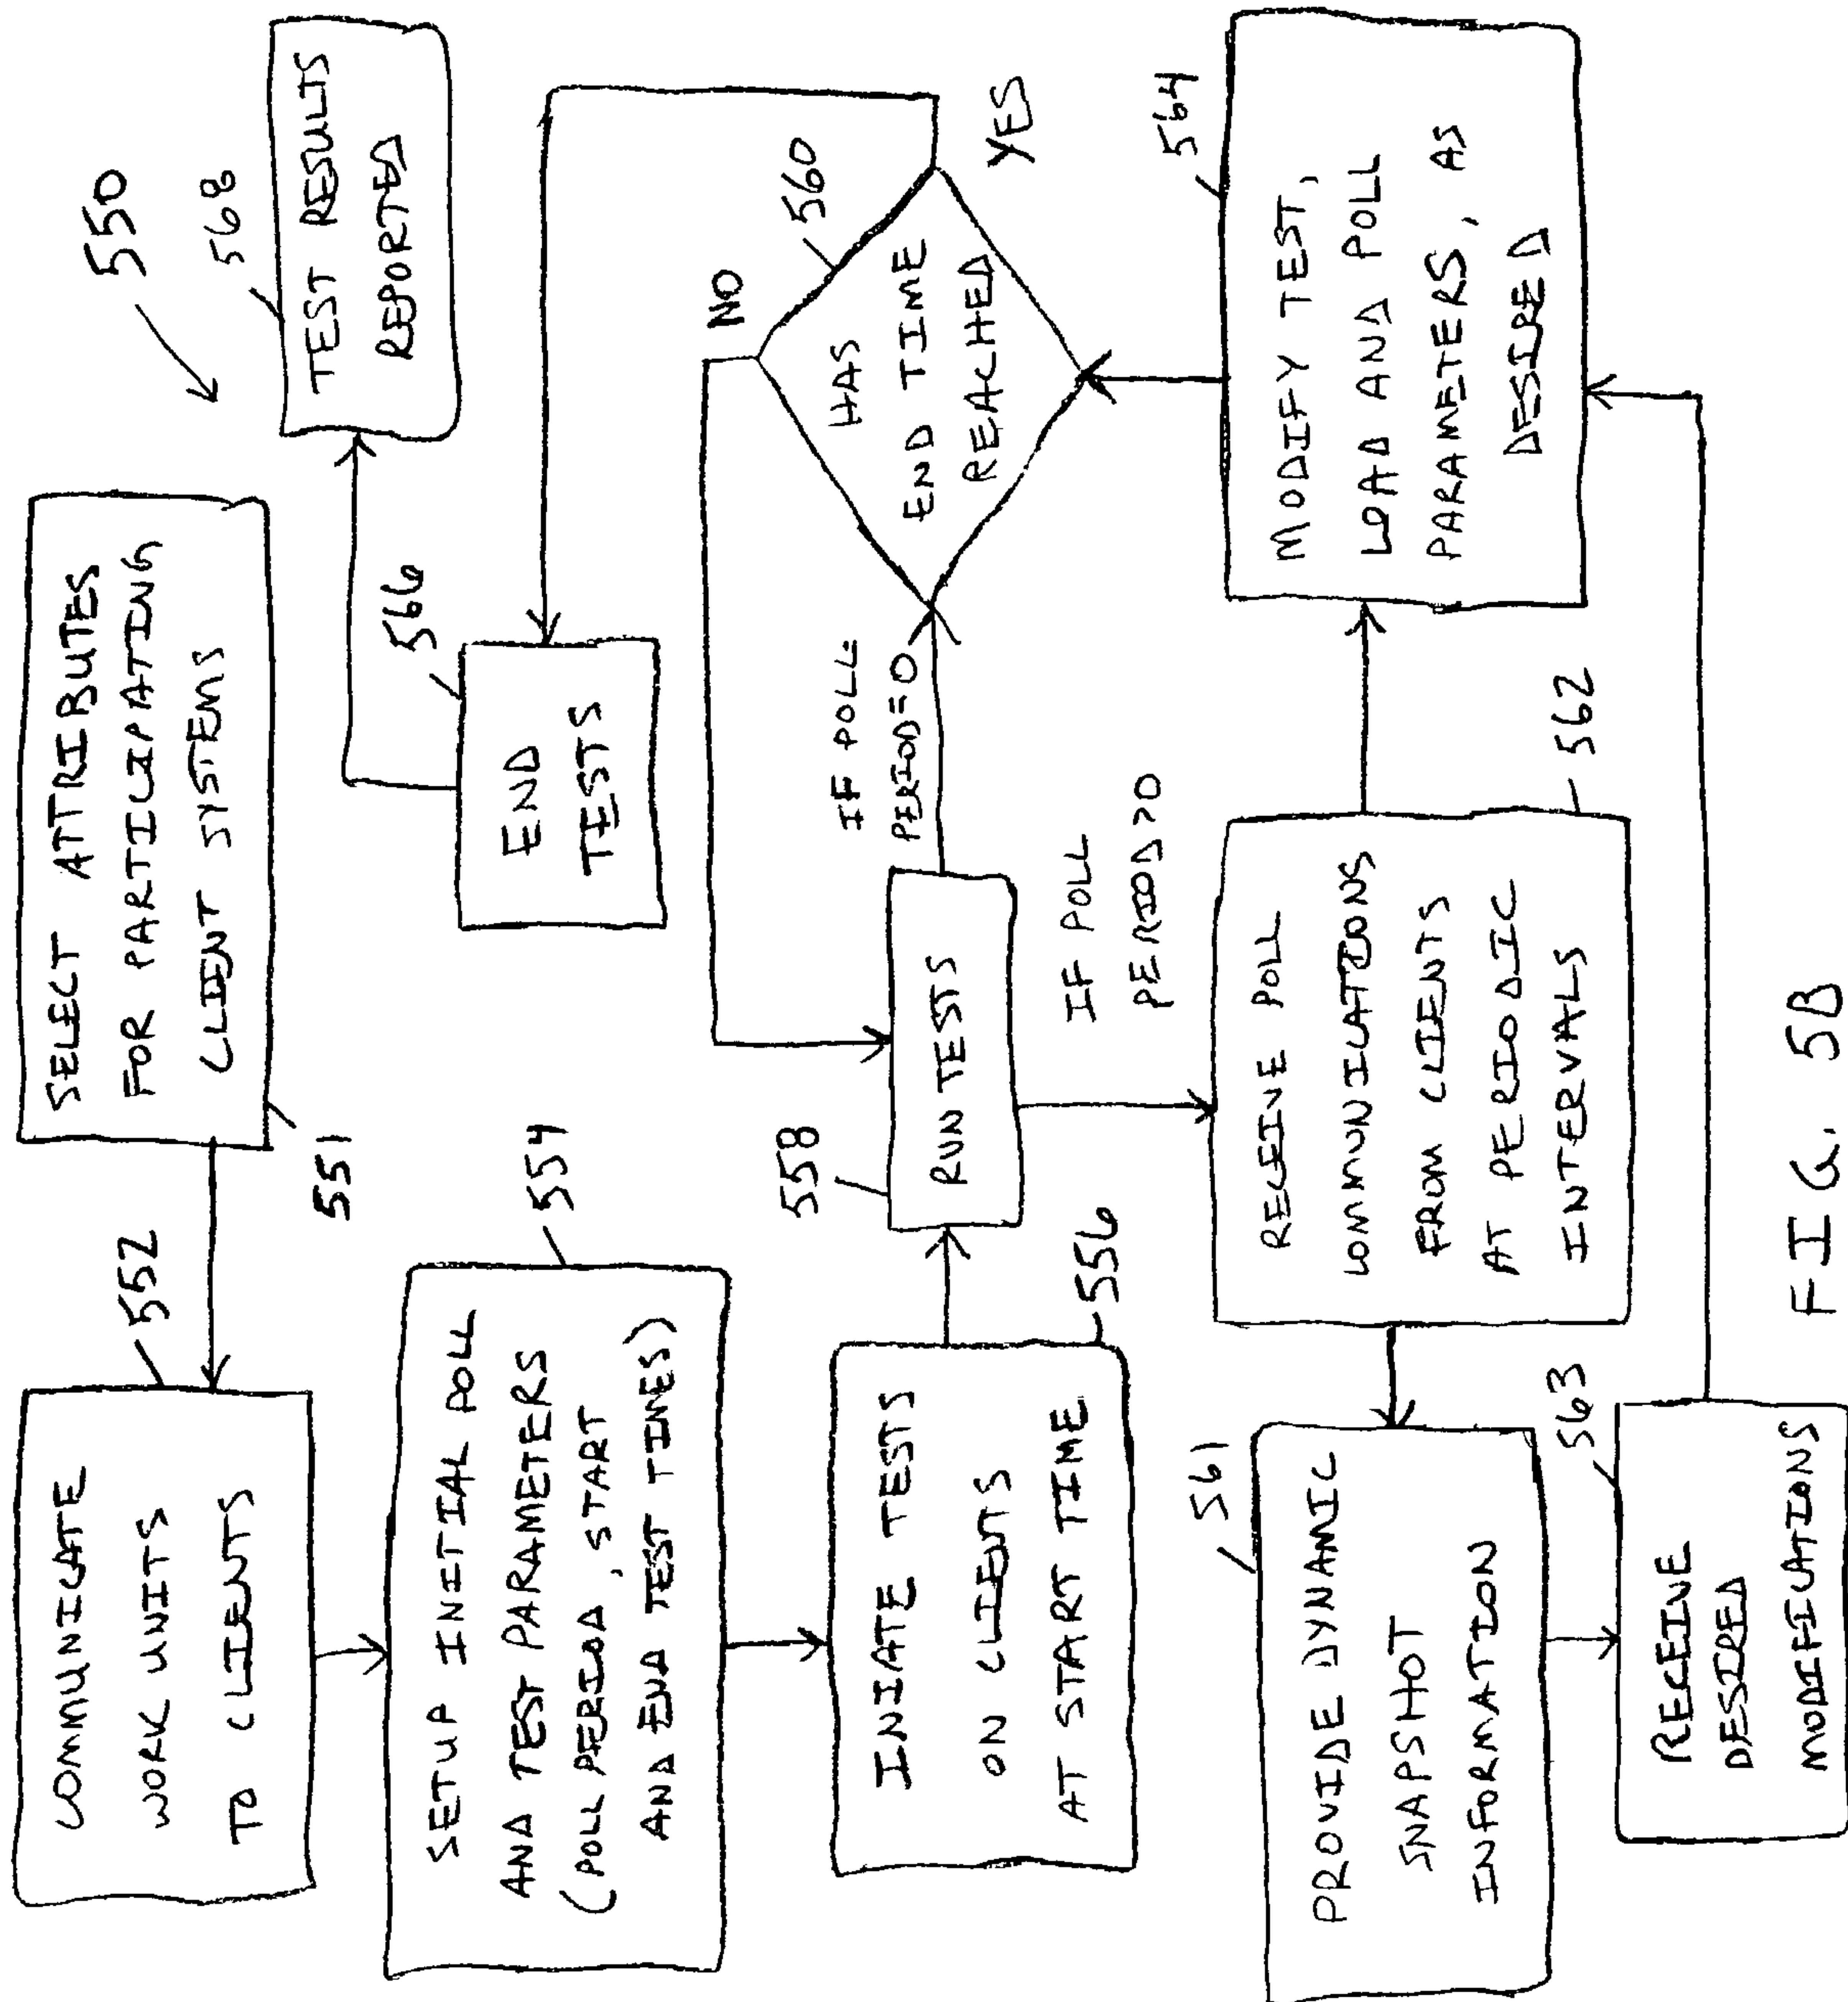 550
SELECT ATTRIBUTES
FOR PARTICIPATING
CLIENT SYSTEMS
551
552
COMMUNICATE
WORK UNITS
TO CLIENTS
554
SETUP INITIAL POLL
AND TEST PARAMETERS
(POLL PERIOD, START
AND END TEST TIMES)
INIATE TESTS
ON CLIENTS
AT START TIME
556
558
RUN TESTS
IF POLL
PERIOD=0
IF POLL
PERIOD>0
560
HAS
END TIME
REACHED
NO
YES
566
END
TESTS
568
TEST RESULTS
REPORTED
RECEIVE POLL
COMMUNICATIONS
FROM CLIENTS
AT PERIODIC
INTERVALS
562
561
PROVIDE DYNAMIC
SNAPSHOT
INFORMATION
563
RECEIVE
DESIRED
MODIFICATIONS
564
MODIFY TEST,
LOAD AND POLL
PARAMETERS, AS
DESIRED
FIG. 5B